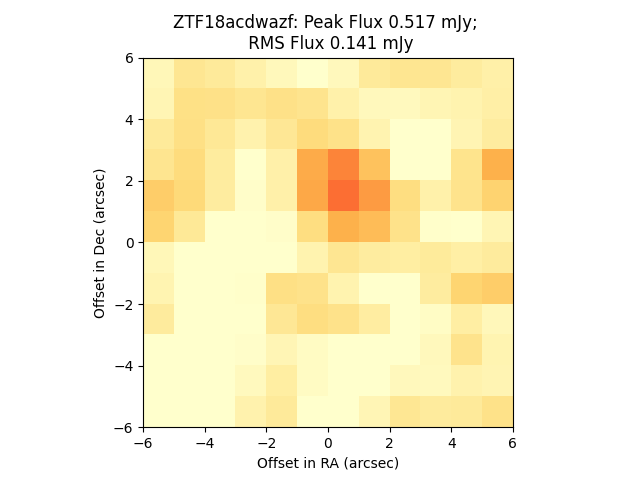 ZTF18acdwazf: Peak Flux 0.517 mJy;
RMS Flux 0.141 mJy
6
4
2
0
−2
−4
−6
Offset in Dec (arcsec)
−6 −4 −2 0 2 4 6
Offset in RA (arcsec)